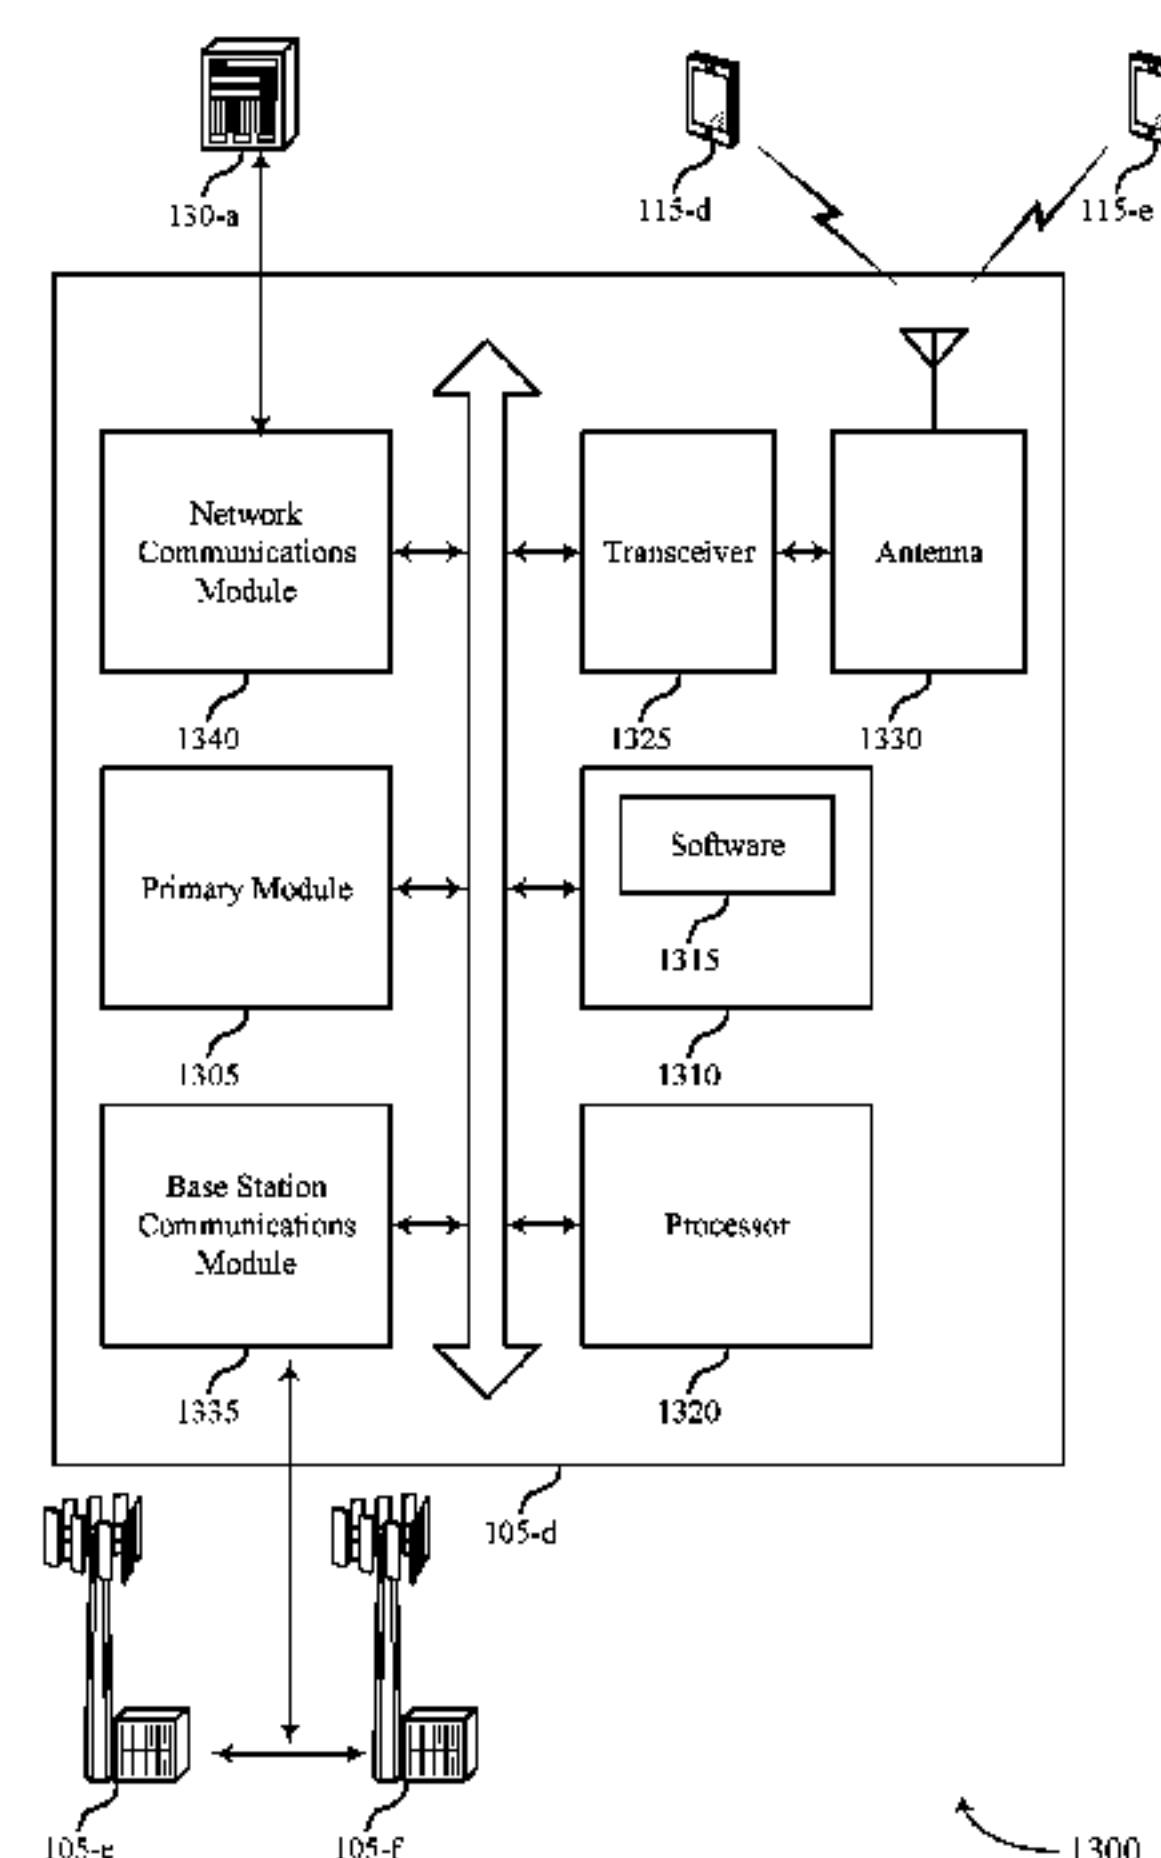 130-a
115-d
115-e
Network
Communications
Module
Transceiver
Antenna
1340
1325
1330
Primary Module
Software
1315
1305
1310
Base Station
Communications
Module
Processor
1335
1320
105-d
105-e
105-f
1300